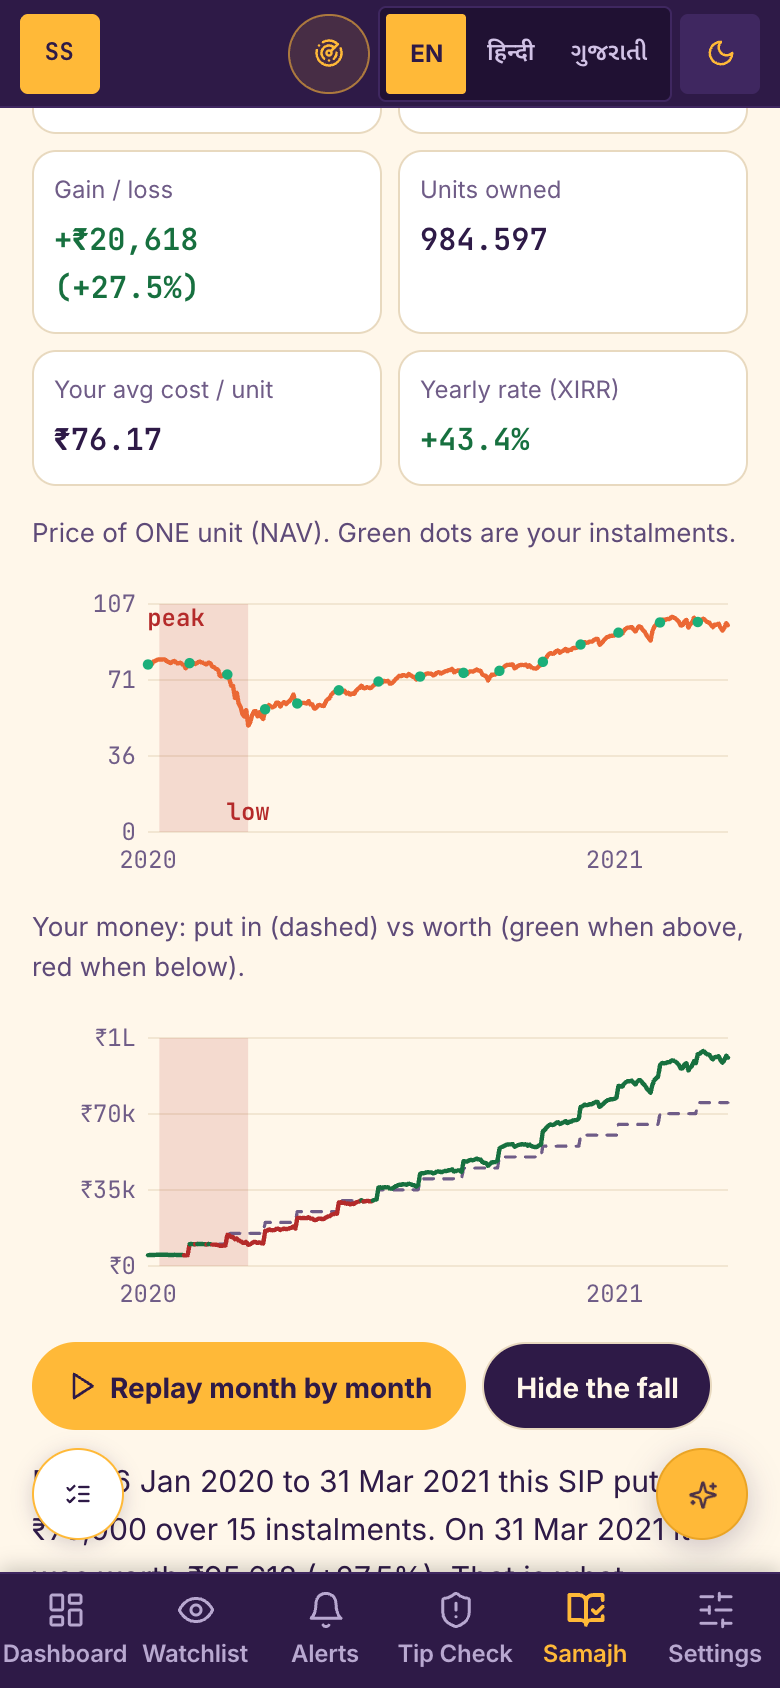 SS
EN
हिन्दी
ગુજરાતી
Gain / loss
Units owned
+₹20,618
(+27.5%)
984.597
Your avg cost / unit
Yearly rate (XIRR)
₹76.17
+43.4%
Price of ONE unit (NAV). Green dots are your instalments.
107
peak
71
36
low
0
2020
2021
Your money: put in (dashed) vs worth (green when above,
red when below).
₹1L
₹70k
₹35k
₹0
2020
2021
Replay month by month
Hide the fall
Jan 2020 to 31 Mar 2021 this SIP put
over 15 instalments. On 31 Mar 2021
Dashboard
Watchlist
Alerts
Tip Check
Samajh
Settings